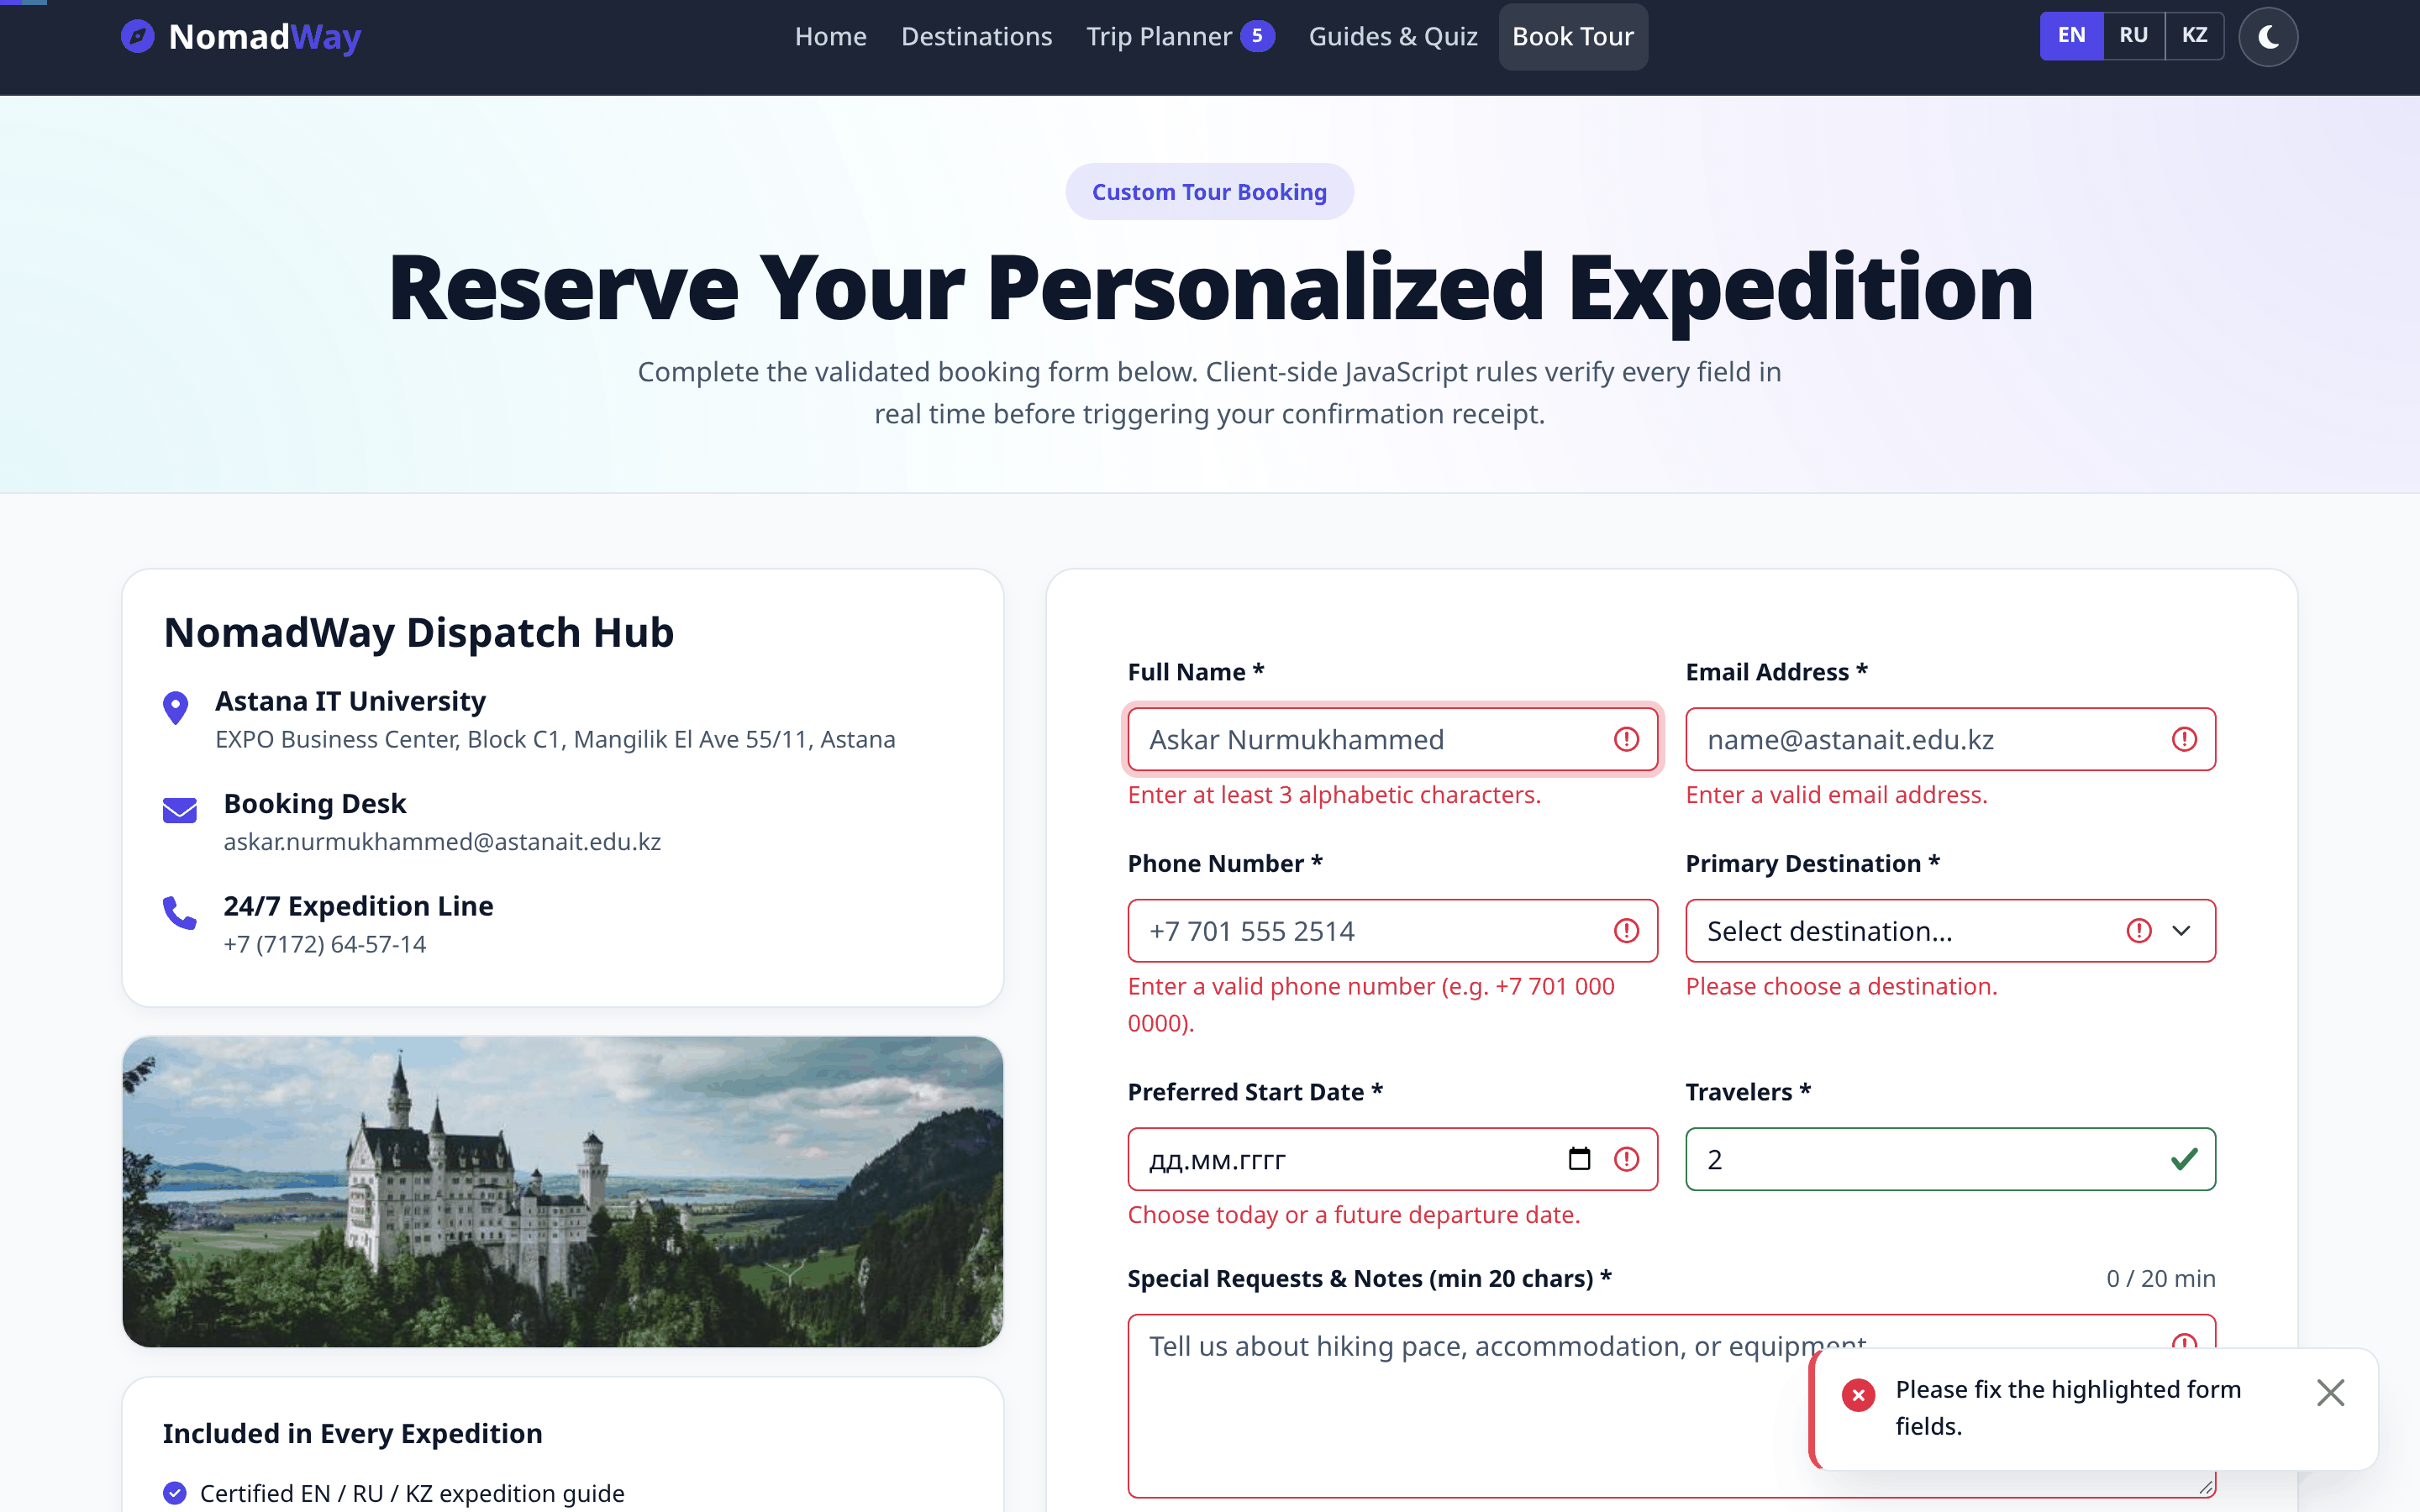 NomadWay
Home
Destinations
Trip Planner 5
Guides & Quiz
Book Tour
EN
RU
KZ
Custom Tour Booking
Reserve Your Personalized Expedition
Complete the validated booking form below. Client-side JavaScript rules verify every field in
real time before triggering your confirmation receipt.
NomadWay Dispatch Hub
Astana IT University
EXPO Business Center, Block C1, Mangilik El Ave 55/11, Astana
Booking Desk
askar.nurmukhammed@astanait.edu.kz
24/7 Expedition Line
+7 (7172) 64-57-14
Included in Every Expedition
Certified EN / RU / KZ expedition guide
Full Name *
Askar Nurmukhammed
Enter at least 3 alphabetic characters.
Email Address *
name@astanait.edu.kz
Enter a valid email address.
Phone Number *
+7 701 555 2514
Enter a valid phone number (e.g. +7 701 000
0000).
Primary Destination *
Select destination...
Please choose a destination.
Preferred Start Date *
дд.мм.гггг
Choose today or a future departure date.
Travelers *
2
Special Requests & Notes (min 20 chars) *
0 / 20 min
Tell us about hiking pace, accommodation, or equipment
Please fix the highlighted form
fields.